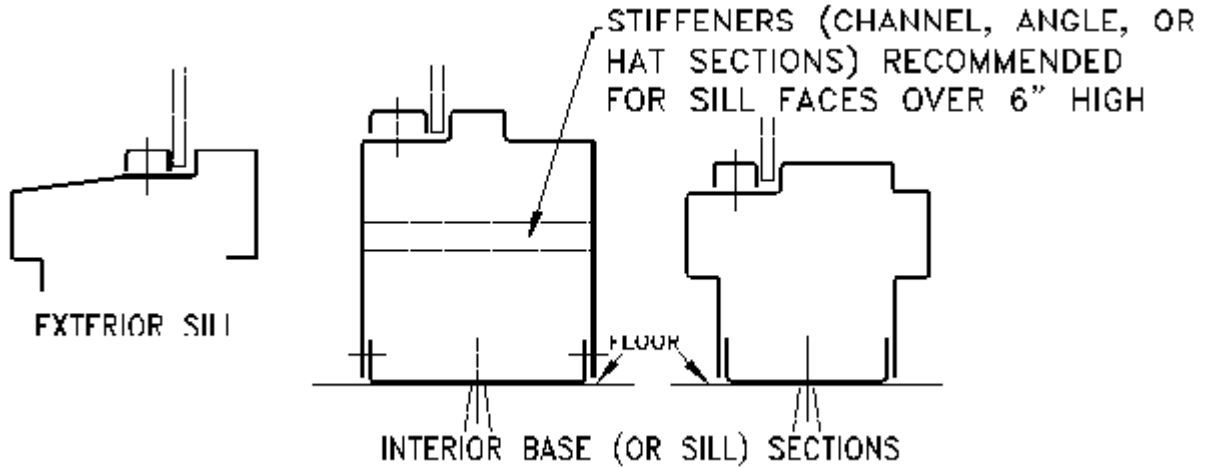 STIFFENERS (CHANNEL, ANGLE, OR
HAT SECTIONS) RECOMMENDED
FOR SILL FACES OVER 6" HIGH
EXTERIOR SILL
FLOOR
INTERIOR BASE (OR SILL) SECTIONS